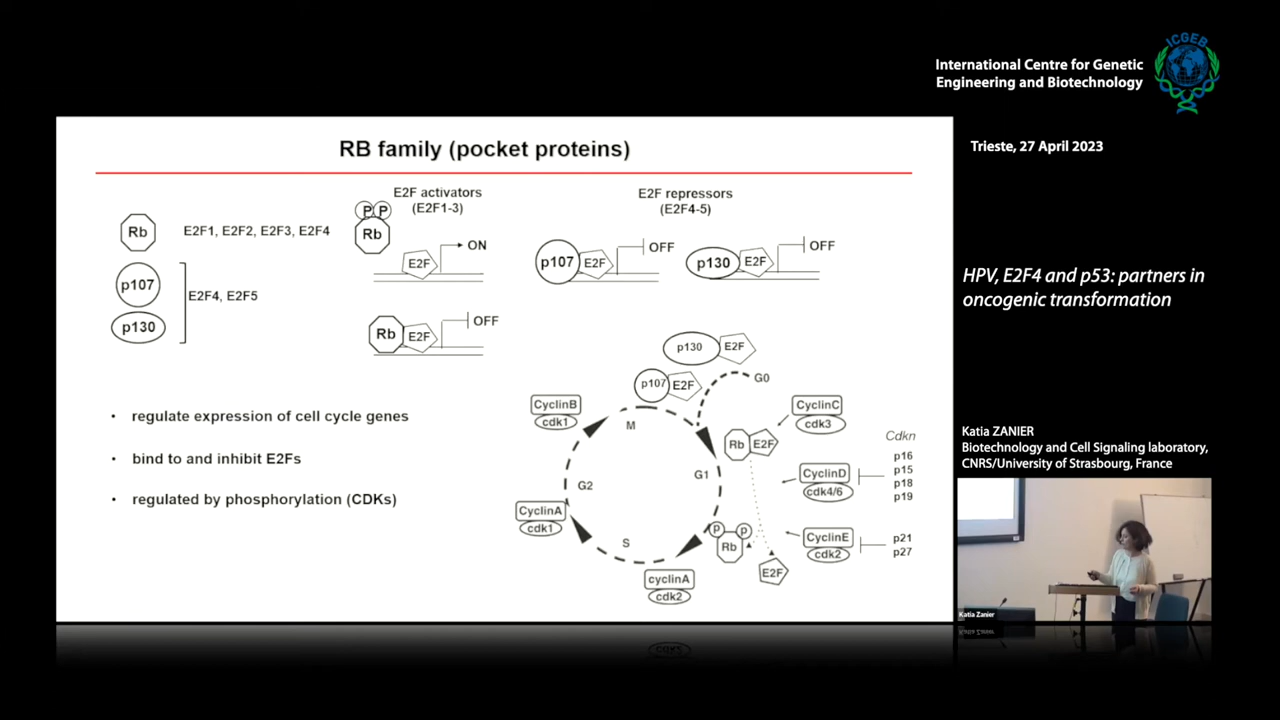 ICGEB
International Centre for Genetic
Engineering and Biotechnology
Trieste, 27 April 2023
HPV, E2F4 and p53: partners in
oncogenic transformation
Katia ZANIER
Biotechnology and Cell Signaling laboratory,
CNRS/University of Strasbourg, France
Katia Zanier
RB family (pocket proteins)
Rb
E2F1, E2F2, E2F3, E2F4
p107
p130
E2F4, E2F5
E2F activators
(E2F1-3)
P P
Rb
E2F
ON
Rb
E2F
OFF
E2F repressors
(E2F4-5)
p107
E2F
OFF
p130
E2F
OFF
• regulate expression of cell cycle genes
• bind to and inhibit E2Fs
• regulated by phosphorylation (CDKs)
p130
E2F
p107
E2F
G0
CyclinB
cdk1
M
CyclinC
cdk3
Rb
E2F
Cdkn
p16
p15
p18
p19
G1
CyclinD
cdk4/6
G2
CyclinA
cdk1
S
P P
Rb
CyclinE
cdk2
p21
p27
E2F
cyclinA
cdk2